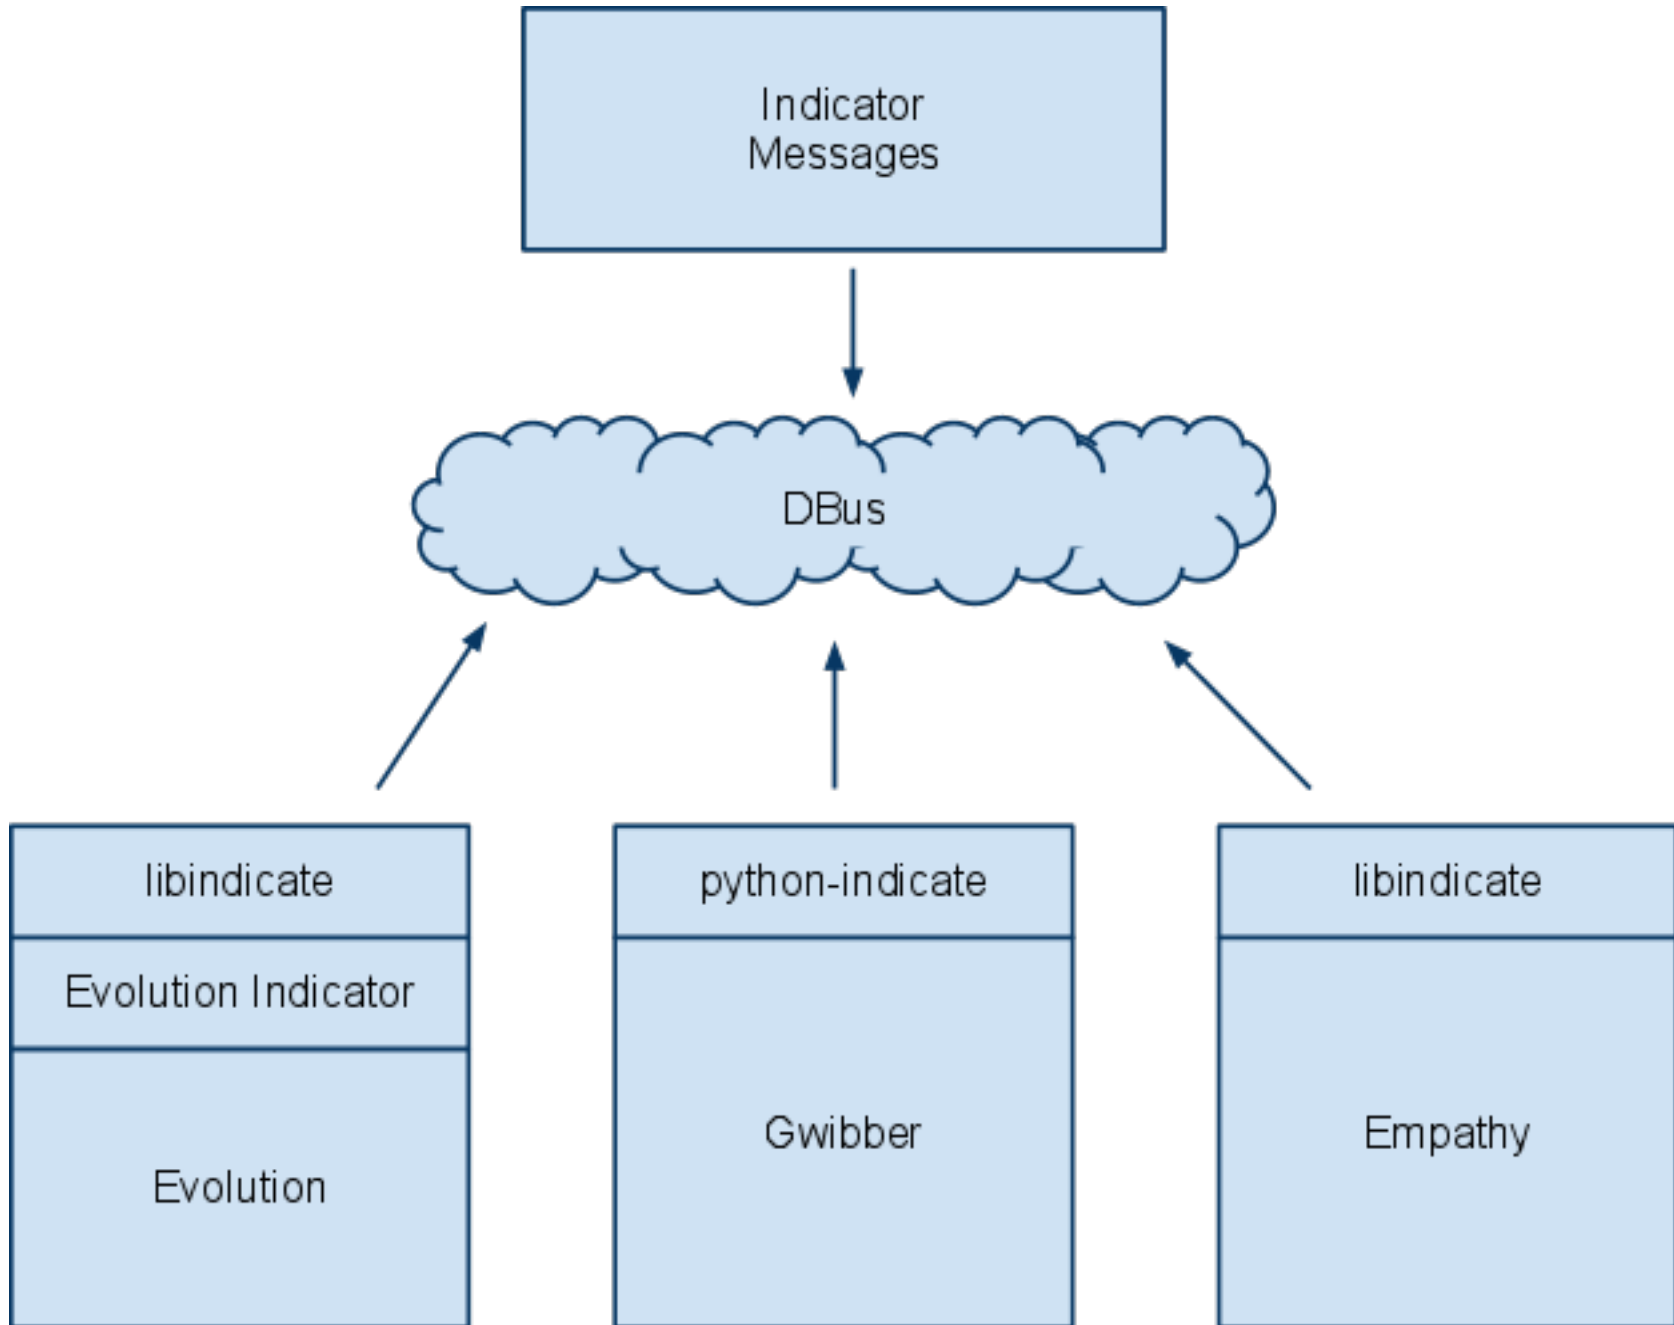 Indicator
Messages
DBus
libindicate
Evolution Indicator
Evolution
python-indicate
Gwibber
libindicate
Empathy